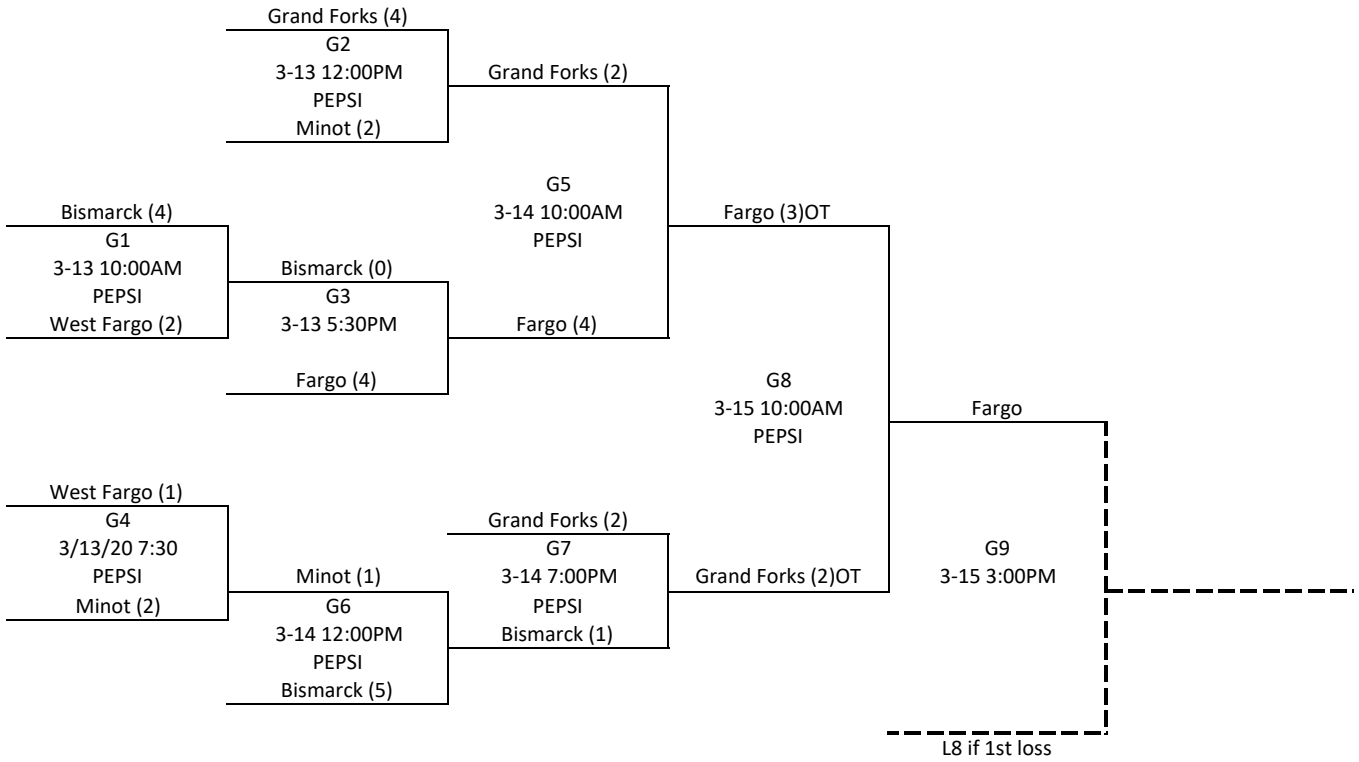 Grand Forks (4)
G2
3-13 12:00PM
PEPSI
Minot (2)
Grand Forks (2)
G5
3-14 10:00AM
PEPSI
Bismarck (4)
G1
3-13 10:00AM
PEPSI
West Fargo (2)
Bismarck (0)
G3
3-13 5:30PM
Fargo (4)
Fargo (4)
Fargo (3)OT
G8
3-15 10:00AM
PEPSI
Fargo
West Fargo (1)
G4
3/13/20 7:30
PEPSI
Minot (2)
Minot (1)
G6
3-14 12:00PM
PEPSI
Bismarck (5)
Grand Forks (2)
G7
3-14 7:00PM
PEPSI
Bismarck (1)
Grand Forks (2)OT
G9
3-15 3:00PM
L8 if 1st loss